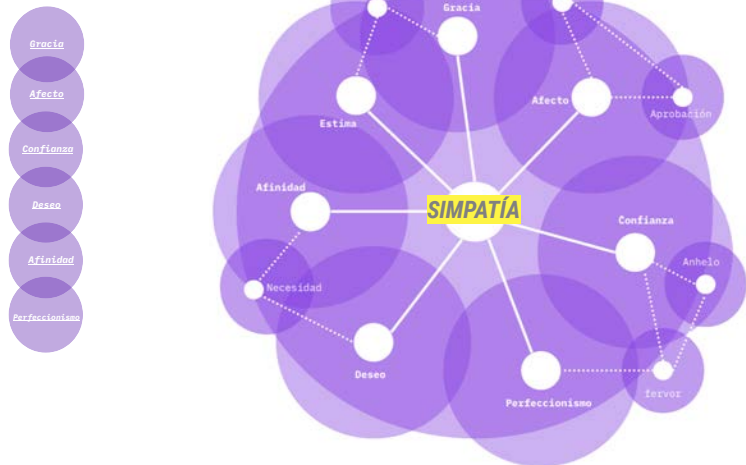 Gracia
Afecto
Confianza
Deseo
Afinidad
Perfeccionismo
Gracia
Afecto
Aprobación
Estima
Afinidad
SIMPATÍA
Confianza
Anhelo
Necesidad
Deseo
fervor
Perfeccionismo